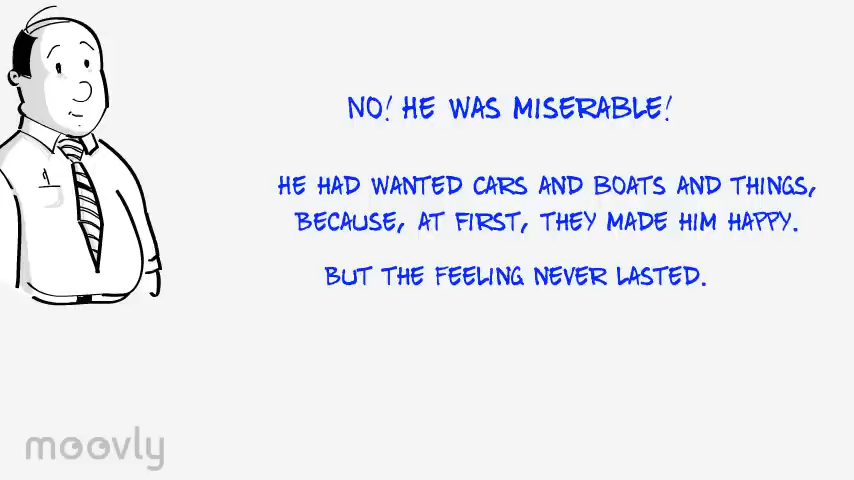 NO! HE WAS MISERABLE!
HE HAD WANTED CARS AND BOATS AND THINGS,
BECAUSE, AT FIRST, THEY MADE HIM HAPPY.
BUT THE FEELING NEVER LASTED.
moovly